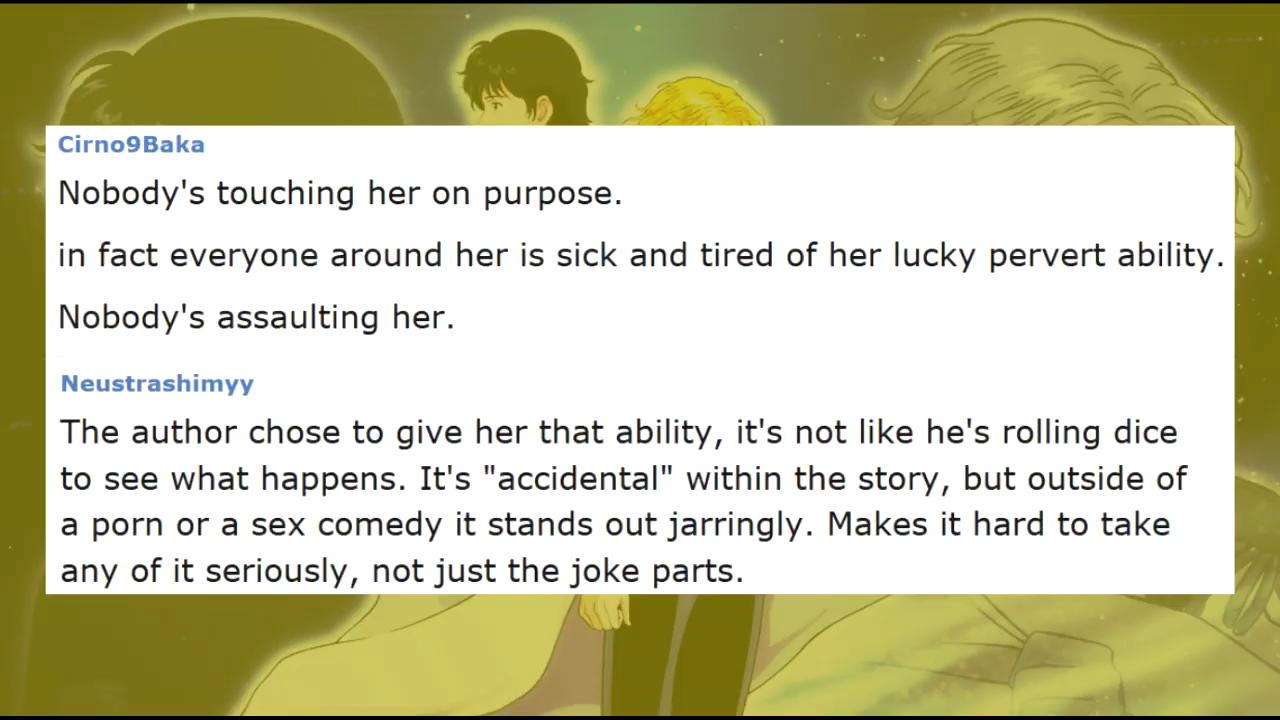 Cirno9Baka
Nobody's touching her on purpose.
in fact everyone around her is sick and tired of her lucky pervert ability.
Nobody's assaulting her.
Neustrashimyy
The author chose to give her that ability, it's not like he's rolling dice
to see what happens. It's "accidental" within the story, but outside of
a porn or a sex comedy it stands out jarringly. Makes it hard to take
any of it seriously, not just the joke parts.